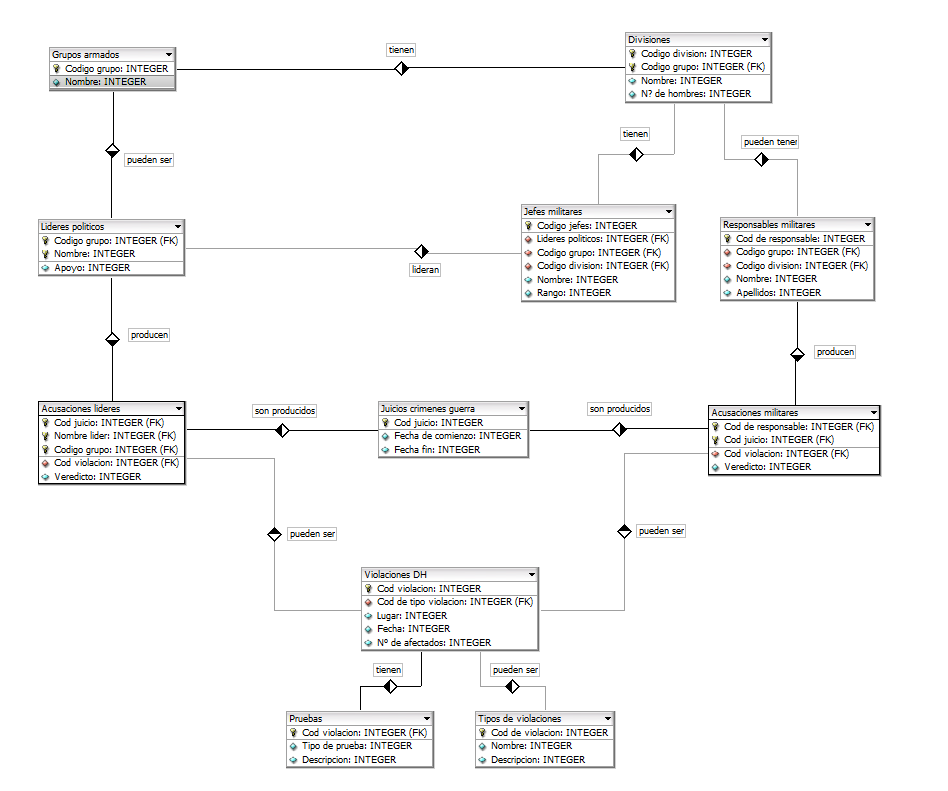 tienen
Grupos armados
Codigo grupo: INTEGER
Nombre: INTEGER
Divisiones
Codigo division: INTEGER
Codigo grupo: INTEGER (FK)
Nombre: INTEGER
N? de hombres: INTEGER
pueden ser
tienen
pueden tener
Lideres politicos
Codigo grupo: INTEGER (FK)
Nombre: INTEGER
Apoyo: INTEGER
lideran
Jefes militares
Codigo jefes: INTEGER
Lideres politicos: INTEGER (FK)
Codigo grupo: INTEGER (FK)
Codigo division: INTEGER (FK)
Nombre: INTEGER
Rango: INTEGER
Responsables militares
Cod de responsable: INTEGER
Codigo grupo: INTEGER (FK)
Codigo division: INTEGER (FK)
Nombre: INTEGER
Apellidos: INTEGER
producen
producen
Acusaciones lideres
Cod juicio: INTEGER (FK)
Nombre lider: INTEGER (FK)
Codigo grupo: INTEGER (FK)
Cod violacion: INTEGER (FK)
Veredicto: INTEGER
son producidos
Juicios crimenes guerra
Cod juicio: INTEGER
Fecha de comienzo: INTEGER
Fecha fin: INTEGER
son producidos
Acusaciones militares
Cod de responsable: INTEGER (FK)
Cod juicio: INTEGER (FK)
Cod violacion: INTEGER (FK)
Veredicto: INTEGER
pueden ser
pueden ser
Violaciones DH
Cod violacion: INTEGER
Cod de tipo violacion: INTEGER (FK)
Lugar: INTEGER
Fecha: INTEGER
Nº de afectados: INTEGER
tienen
pueden ser
Pruebas
Cod violacion: INTEGER (FK)
Tipo de prueba: INTEGER
Descripcion: INTEGER
Tipos de violaciones
Cod de violacion: INTEGER
Nombre: INTEGER
Descripcion: INTEGER